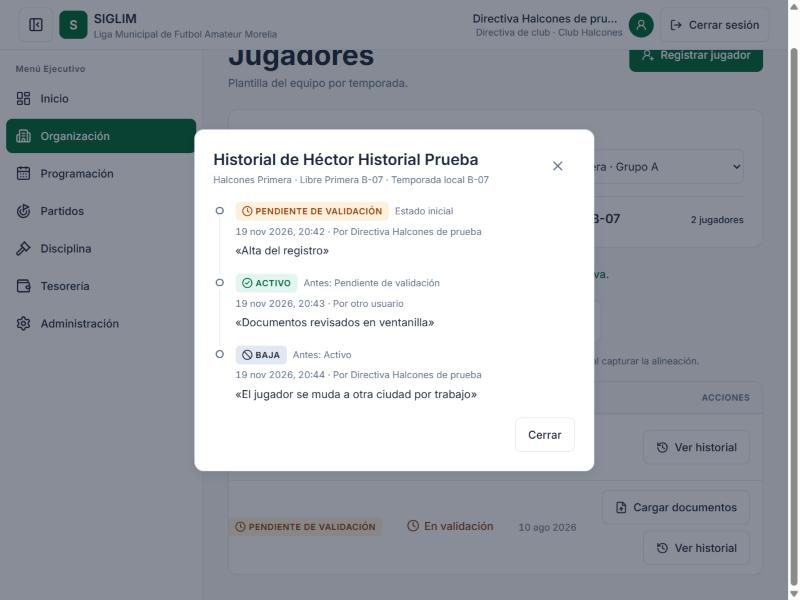 SIGLIM
Liga Municipal de Futbol Amateur Morelia
S
Directiva Halcones de pru...
Directiva de club · Club Halcones
Cerrar sesión
Menú Ejecutivo
Inicio
Organización
Programación
Partidos
Disciplina
Tesorería
Administración
Jugadores
Plantilla del equipo por temporada.
Registrar jugador
era · Grupo A
B-07
2 jugadores
va.
al capturar la alineación.
Historial de Héctor Historial Prueba
Halcones Primera · Libre Primera B-07 · Temporada local B-07
PENDIENTE DE VALIDACIÓN Estado inicial
19 nov 2026, 20:42 · Por Directiva Halcones de prueba
«Alta del registro»
ACTIVO Antes: Pendiente de validación
19 nov 2026, 20:43 · Por otro usuario
«Documentos revisados en ventanilla»
BAJA Antes: Activo
19 nov 2026, 20:44 · Por Directiva Halcones de prueba
«El jugador se muda a otra ciudad por trabajo»
Cerrar
ACCIONES
Ver historial
PENDIENTE DE VALIDACIÓN
En validación
10 ago 2026
Cargar documentos
Ver historial